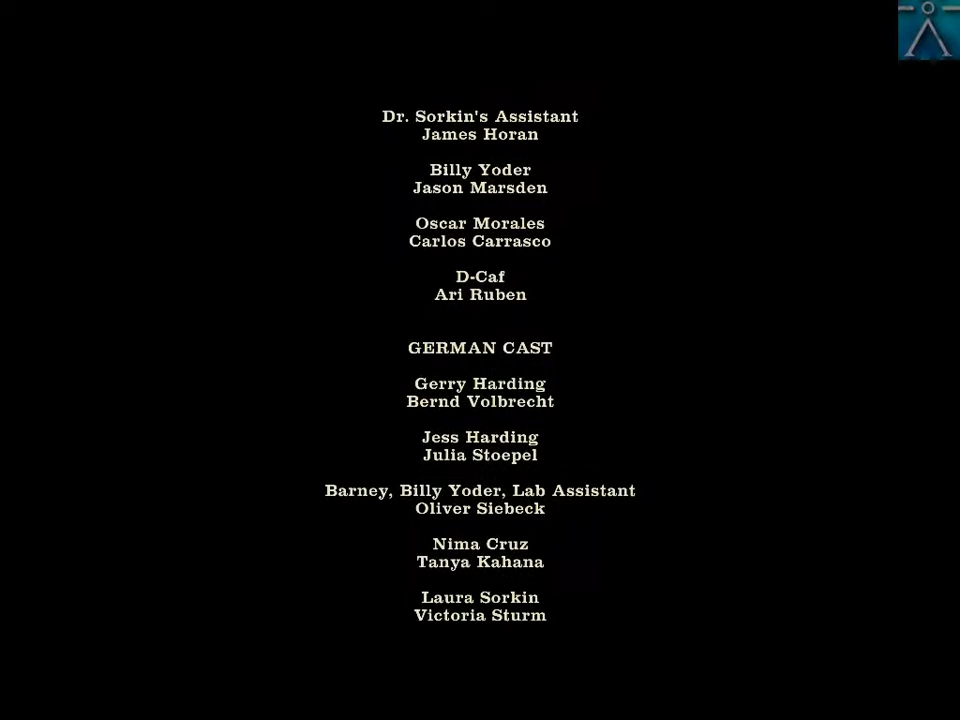 Dr. Sorkin's Assistant
James Horan
Billy Yoder
Jason Marsden
Oscar Morales
Carlos Carrasco
D-Caf
Ari Ruben
GERMAN CAST
Gerry Harding
Bernd Volbrecht
Jess Harding
Julia Stoepel
Barney, Billy Yoder, Lab Assistant
Oliver Siebeck
Nima Cruz
Tanya Kahana
Laura Sorkin
Victoria Sturm